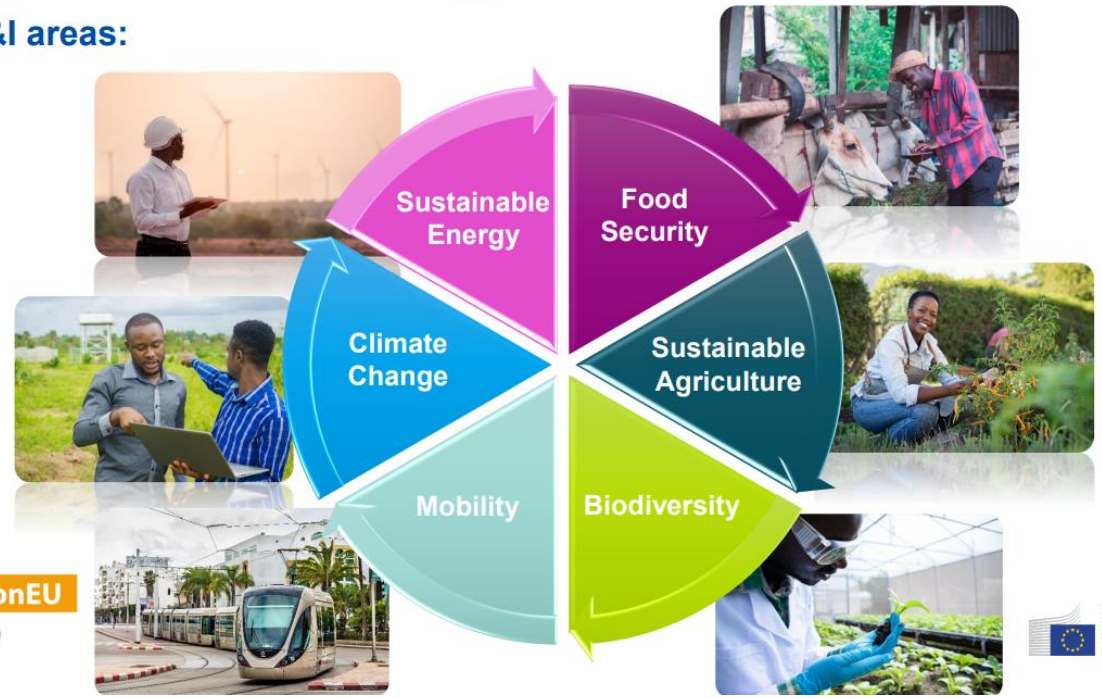 &I areas:
Sustainable
Energy
Food
Security
Climate
Change
Sustainable
Agriculture
Mobility
Biodiversity
onEU